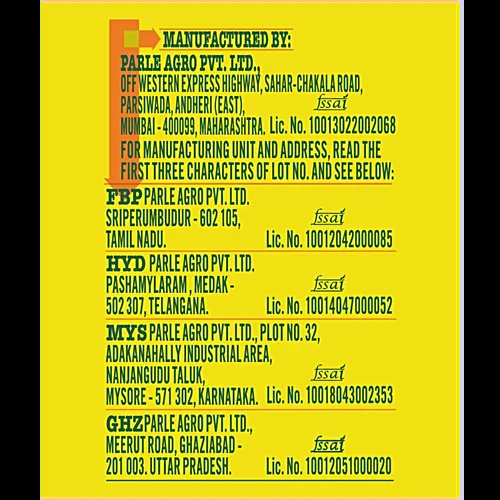 MANUFACTURED BY:
PARLE AGRO PVT. LTD.,
OFF WESTERN EXPRESS HIGHWAY, SAHAR-CHAKALA ROAD,
PARSIWADA, ANDHERI (EAST), fssai
MUMBAI - 400099, MAHARASHTRA. Lic. No. 10013022002068
FOR MANUFACTURING UNIT AND ADDRESS, READ THE
FIRST THREE CHARACTERS OF LOT NO. AND SEE BELOW:
FBP PARLE AGRO PVT. LTD.
SRIPERUMBUDUR - 602 105, fssai
TAMIL NADU. Lic. No. 10012042000085
HYD PARLE AGRO PVT. LTD.
PASHAMYLARAM, MEDAK - fssai
502 307, TELANGANA. Lic. No. 10014047000052
MYS PARLE AGRO PVT. LTD., PLOT NO. 32,
ADAKANAHALLY INDUSTRIAL AREA,
NANJANGUDU TALUK, fssai
MYSORE - 571 302, KARNATAKA. Lic. No. 10018043002353
GHZ PARLE AGRO PVT. LTD.,
MEERUT ROAD, GHAZIABAD - fssai
201 003. UTTAR PRADESH. Lic. No. 10012051000020